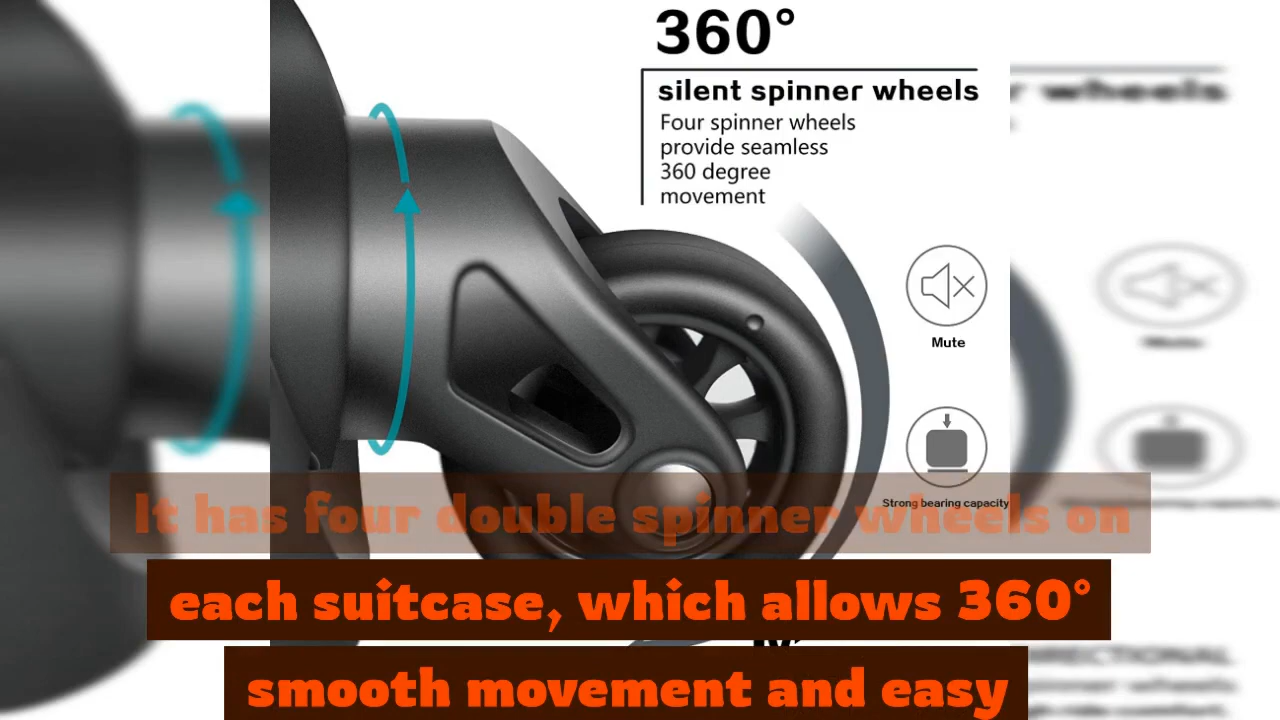 360°
silent spinner wheels
Four spinner wheels
provide seamless
360 degree
movement
Mute
Strong bearing capacity
It has four double spinner wheels on
each suitcase, which allows 360°
smooth movement and easy